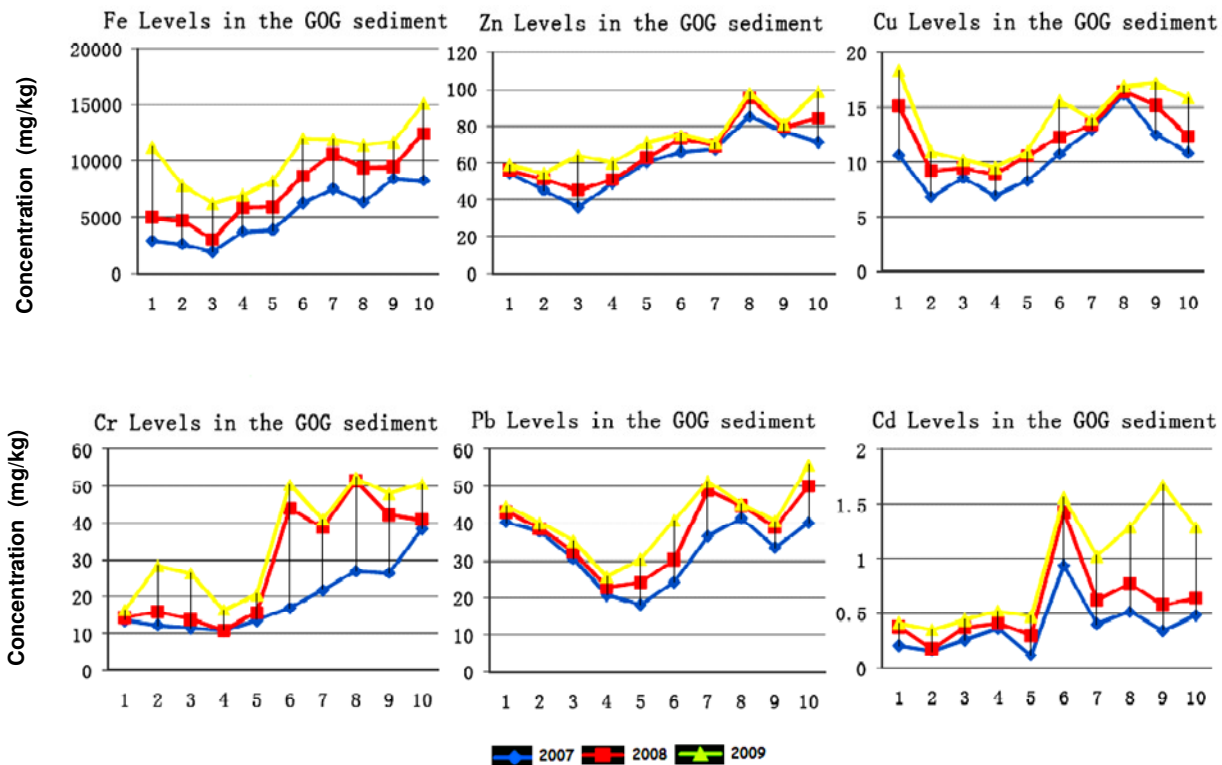 Fe Levels in the GOG sediment
Zn Levels in the GOG sediment
Cu Levels in the GOG sediment
Concentration (mg/kg)
20000
15000
10000
5000
0
1 2 3 4 5 6 7 8 9 10
120
100
80
60
40
20
0
1 2 3 4 5 6 7 8 9 10
20
15
10
5
0
1 2 3 4 5 6 7 8 9 10
Cr Levels in the GOG sediment
Pb Levels in the GOG sediment
Cd Levels in the GOG sediment
Concentration (mg/kg)
60
50
40
30
20
10
0
1 2 3 4 5 6 7 8 9 10
60
50
40
30
20
10
0
1 2 3 4 5 6 7 8 9 10
2
1.5
1
0.5
0
1 2 3 4 5 6 7 8 9 10
2007 2008 2009